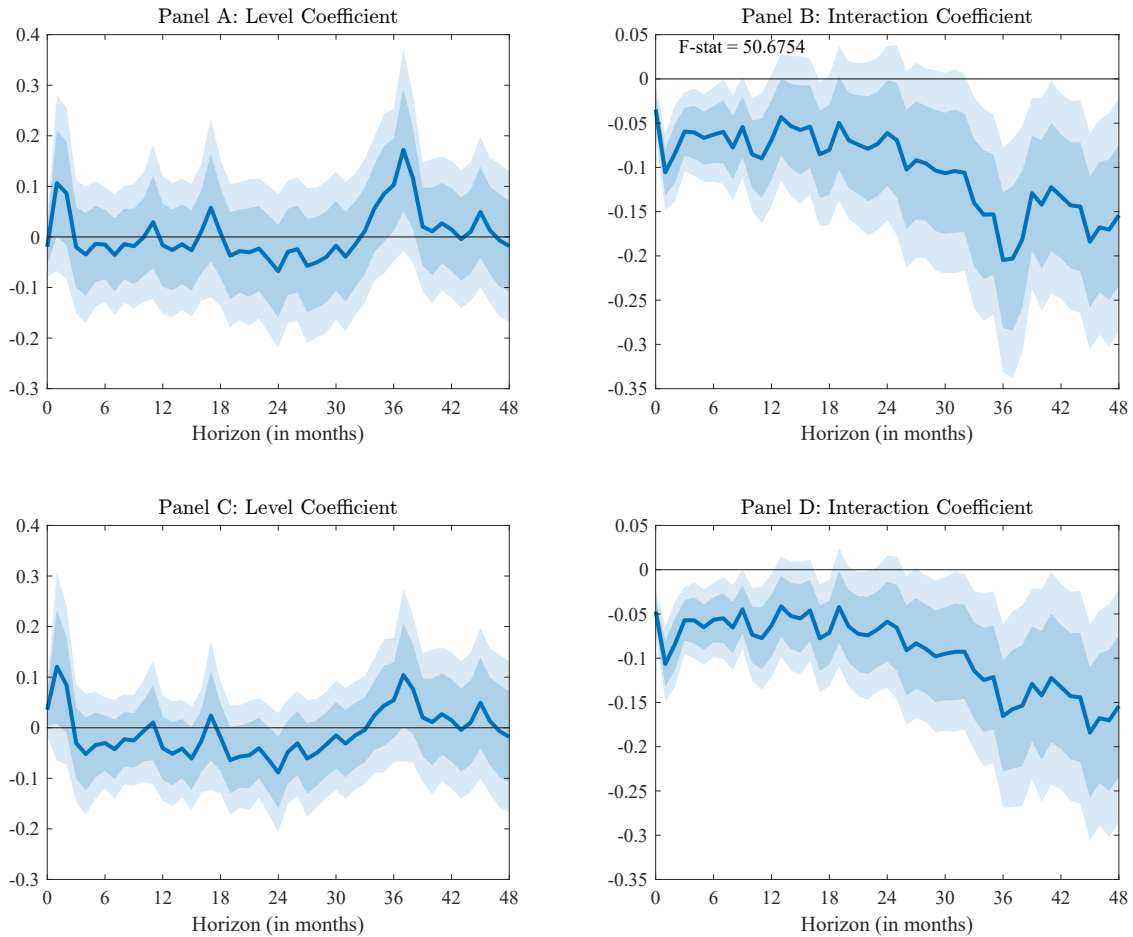 Panel A: Level Coefficient
0.4
0.3
0.2
0.1
0
-0.1
-0.2
-0.3
0 6 12 18 24 30 36 42 48
Horizon (in months)
Panel B: Interaction Coefficient
F-stat = 50.6754
0.05
0
-0.05
-0.1
-0.15
-0.2
-0.25
-0.3
-0.35
0 6 12 18 24 30 36 42 48
Horizon (in months)
Panel C: Level Coefficient
0.4
0.3
0.2
0.1
0
-0.1
-0.2
-0.3
0 6 12 18 24 30 36 42 48
Horizon (in months)
Panel D: Interaction Coefficient
0.05
0
-0.05
-0.1
-0.15
-0.2
-0.25
-0.3
-0.35
0 6 12 18 24 30 36 42 48
Horizon (in months)